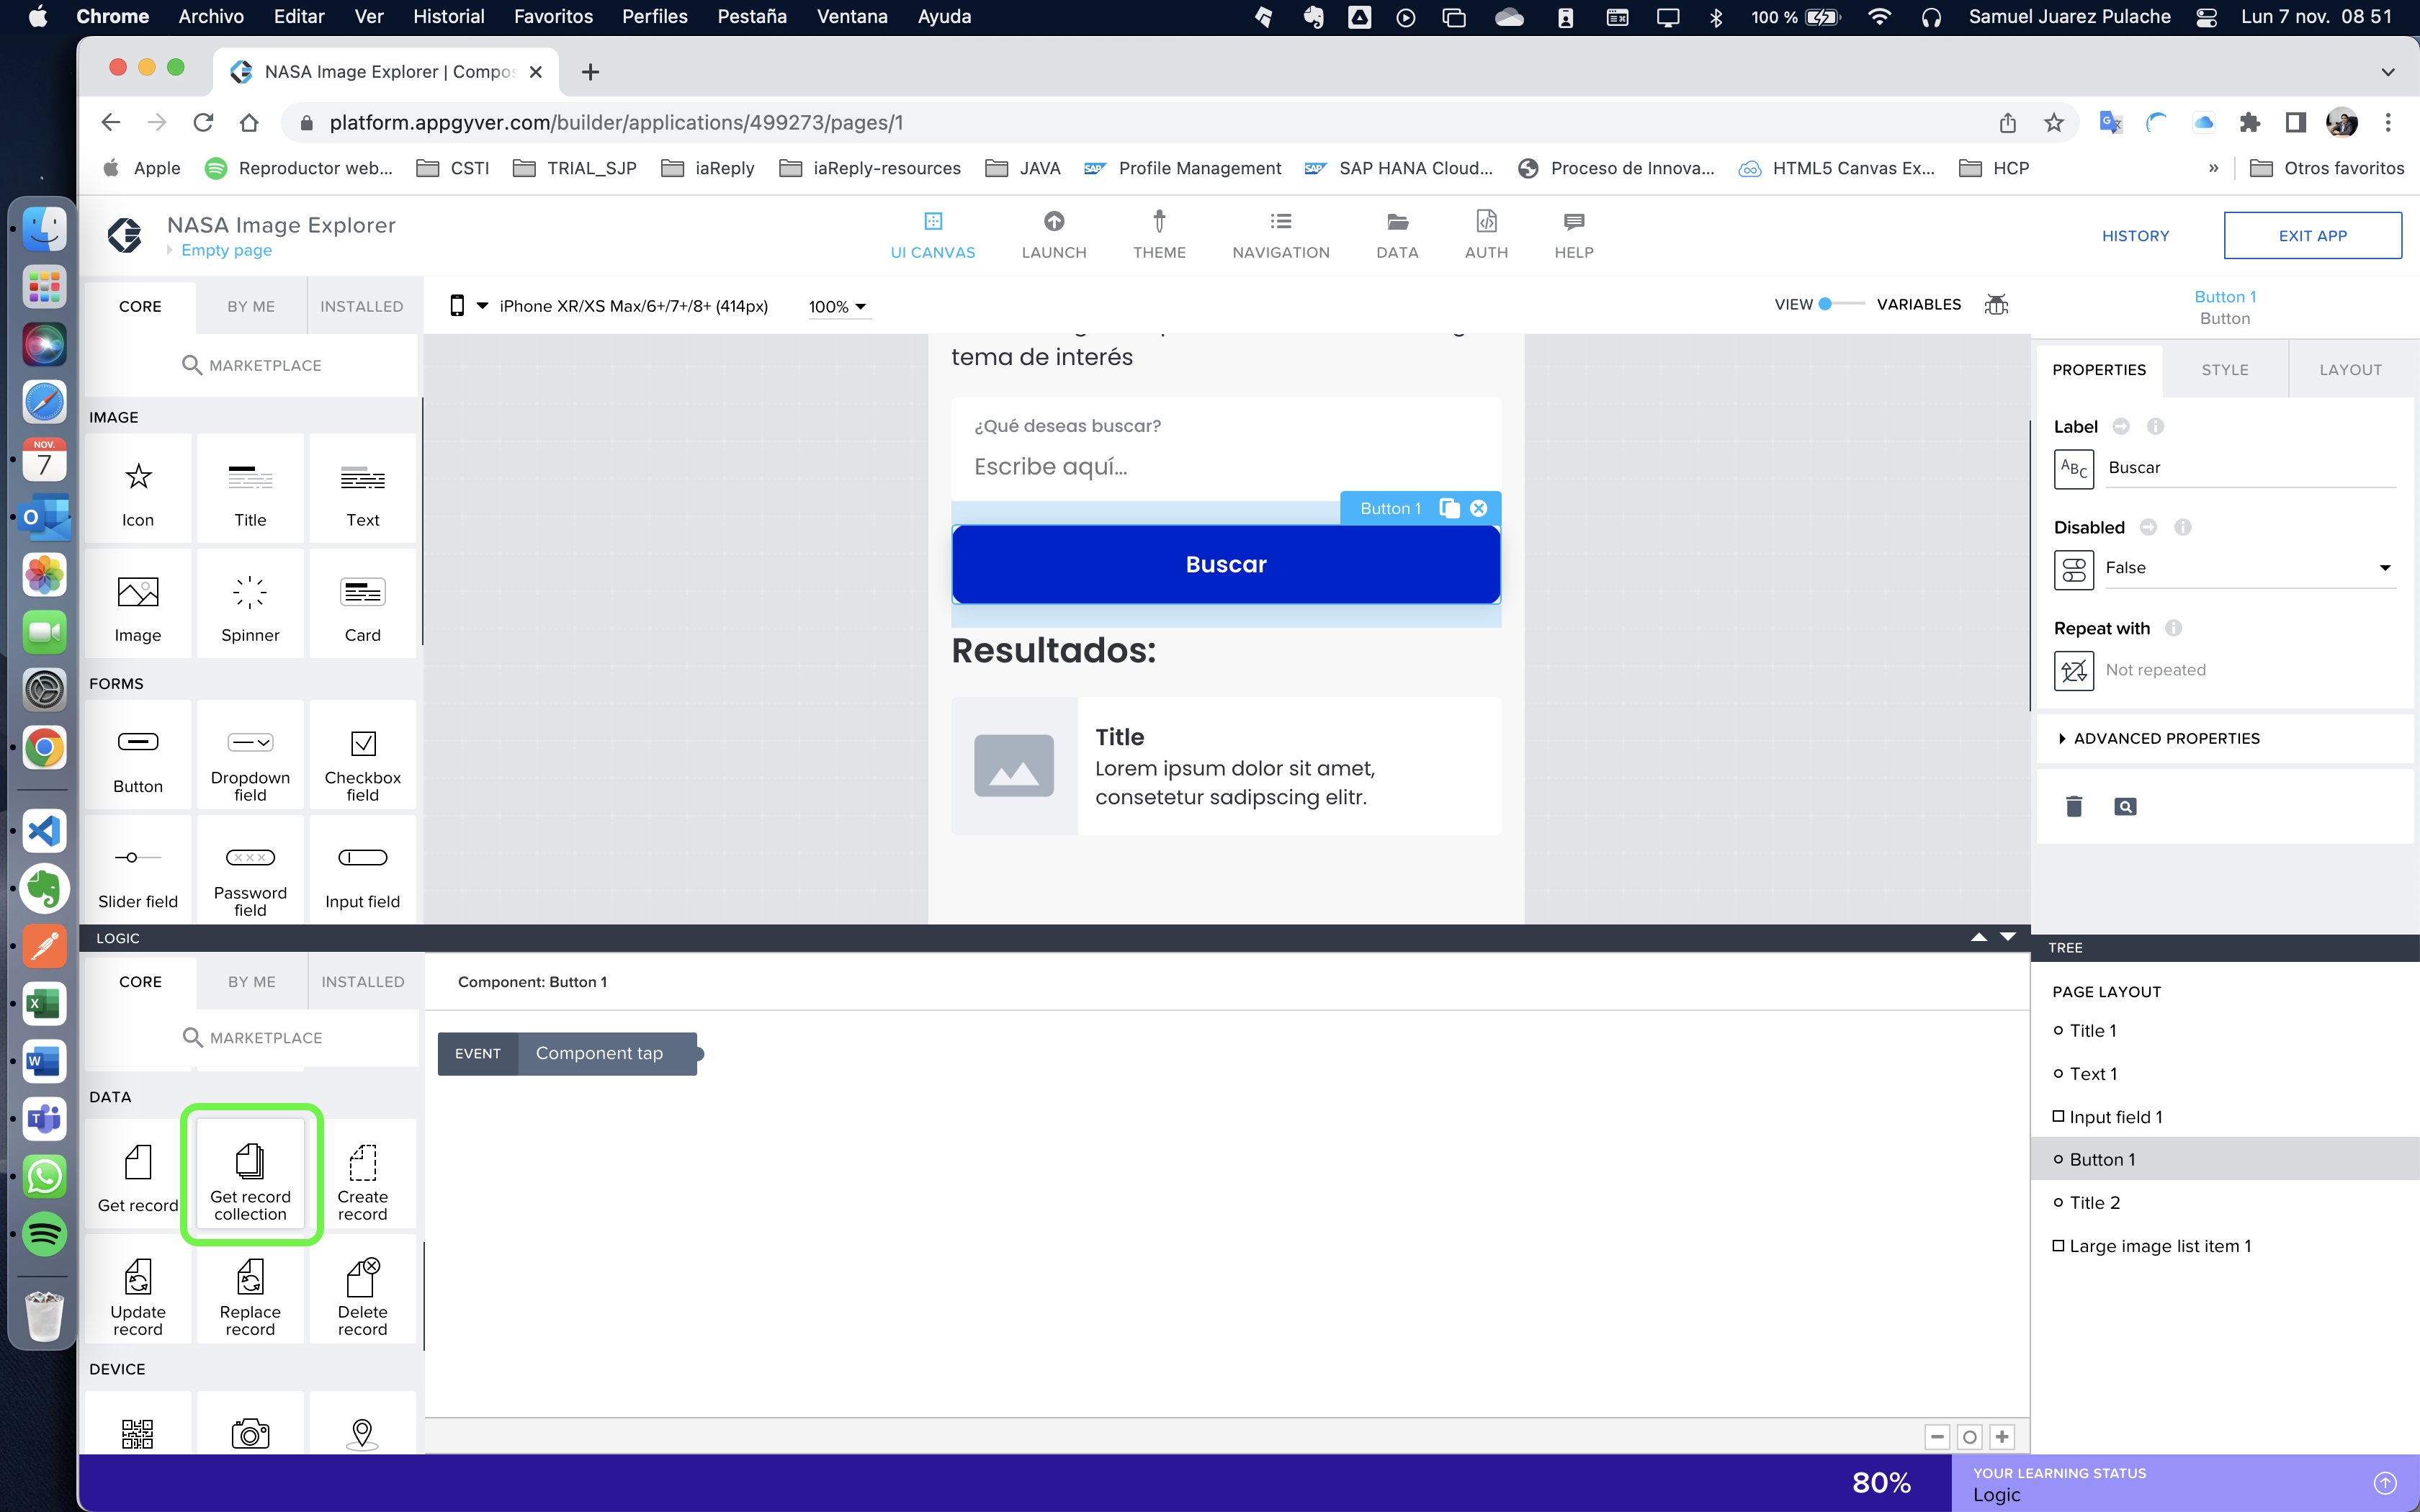 Chrome Archivo Editar Ver Historial Favoritos Perfiles Pestaña Ventana Ayuda 100 % Samuel Juarez Pulache Lun 7 nov. 08 51
NASA Image Explorer | Compos
platform.appgyver.com/builder/applications/499273/pages/1
Apple Reproductor web... CSTI TRIAL_SJP iaReply iaReply-resources JAVA Profile Management SAP HANA Cloud... Proceso de Innova... HTML5 Canvas Ex... HCP » Otros favoritos
NASA Image Explorer
Empty page
UI CANVAS LAUNCH THEME NAVIGATION DATA AUTH HELP
HISTORY EXIT APP
CORE BY ME INSTALLED
iPhone XR/XS Max/6+/7+/8+ (414px) 100%
VIEW VARIABLES
Button 1
Button
MARKETPLACE
PROPERTIES STYLE LAYOUT
IMAGE
Icon Title Text
Image Spinner Card
FORMS
Button Dropdown field Checkbox field
Slider field Password field Input field
tema de interés
¿Qué deseas buscar?
Escribe aquí...
Button 1
Buscar
Resultados:
Title
Lorem ipsum dolor sit amet,
consetetur sadipscing elitr.
Label
ABC Buscar
Disabled
False
Repeat with
Not repeated
ADVANCED PROPERTIES
LOGIC
CORE BY ME INSTALLED
Component: Button 1
MARKETPLACE
EVENT Component tap
DATA
Get record Get record collection Create record
Update record Replace record Delete record
DEVICE
TREE
PAGE LAYOUT
Title 1
Text 1
Input field 1
Button 1
Title 2
Large image list item 1
NOV.
7
80%
YOUR LEARNING STATUS
Logic